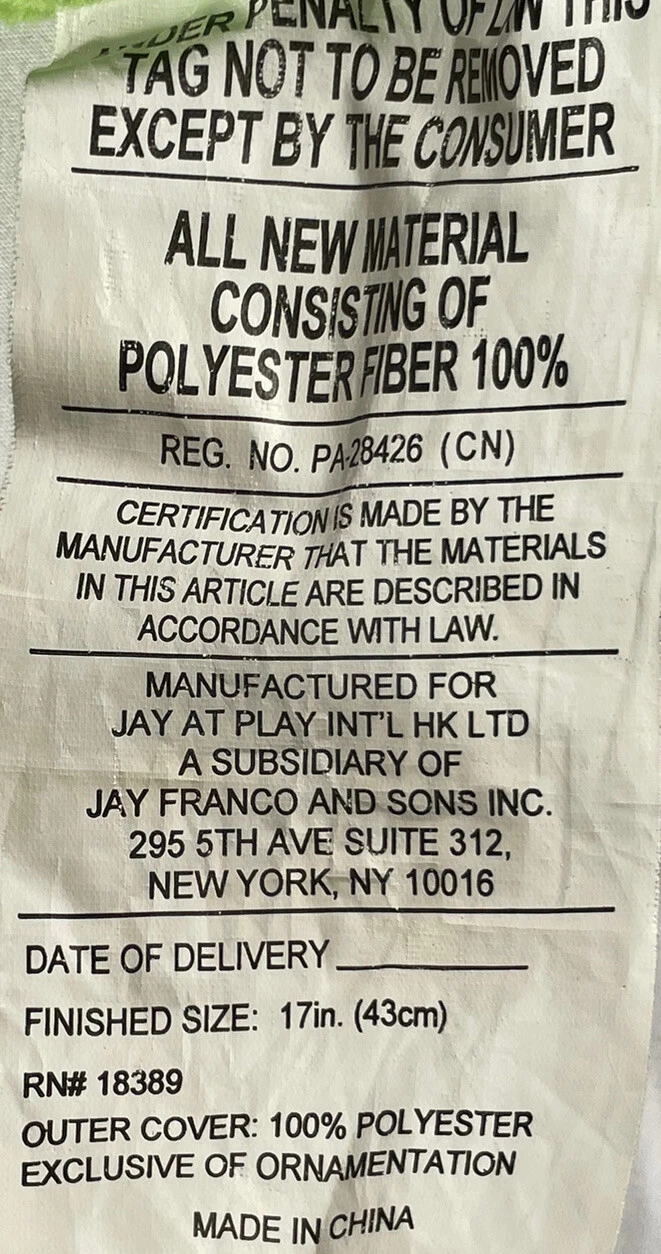 UNDER PENALTY OF LAW THIS
TAG NOT TO BE REMOVED
EXCEPT BY THE CONSUMER
ALL NEW MATERIAL
CONSISTING OF
POLYESTER FIBER 100%
REG. NO. PA-28426 (CN)
CERTIFICATION IS MADE BY THE
MANUFACTURER THAT THE MATERIALS
IN THIS ARTICLE ARE DESCRIBED IN
ACCORDANCE WITH LAW.
MANUFACTURED FOR
JAY AT PLAY INT'L HK LTD
A SUBSIDIARY OF
JAY FRANCO AND SONS INC.
295 5TH AVE SUITE 312,
NEW YORK, NY 10016
DATE OF DELIVERY
FINISHED SIZE: 17in. (43cm)
RN# 18389
OUTER COVER: 100% POLYESTER
EXCLUSIVE OF ORNAMENTATION
MADE IN CHINA